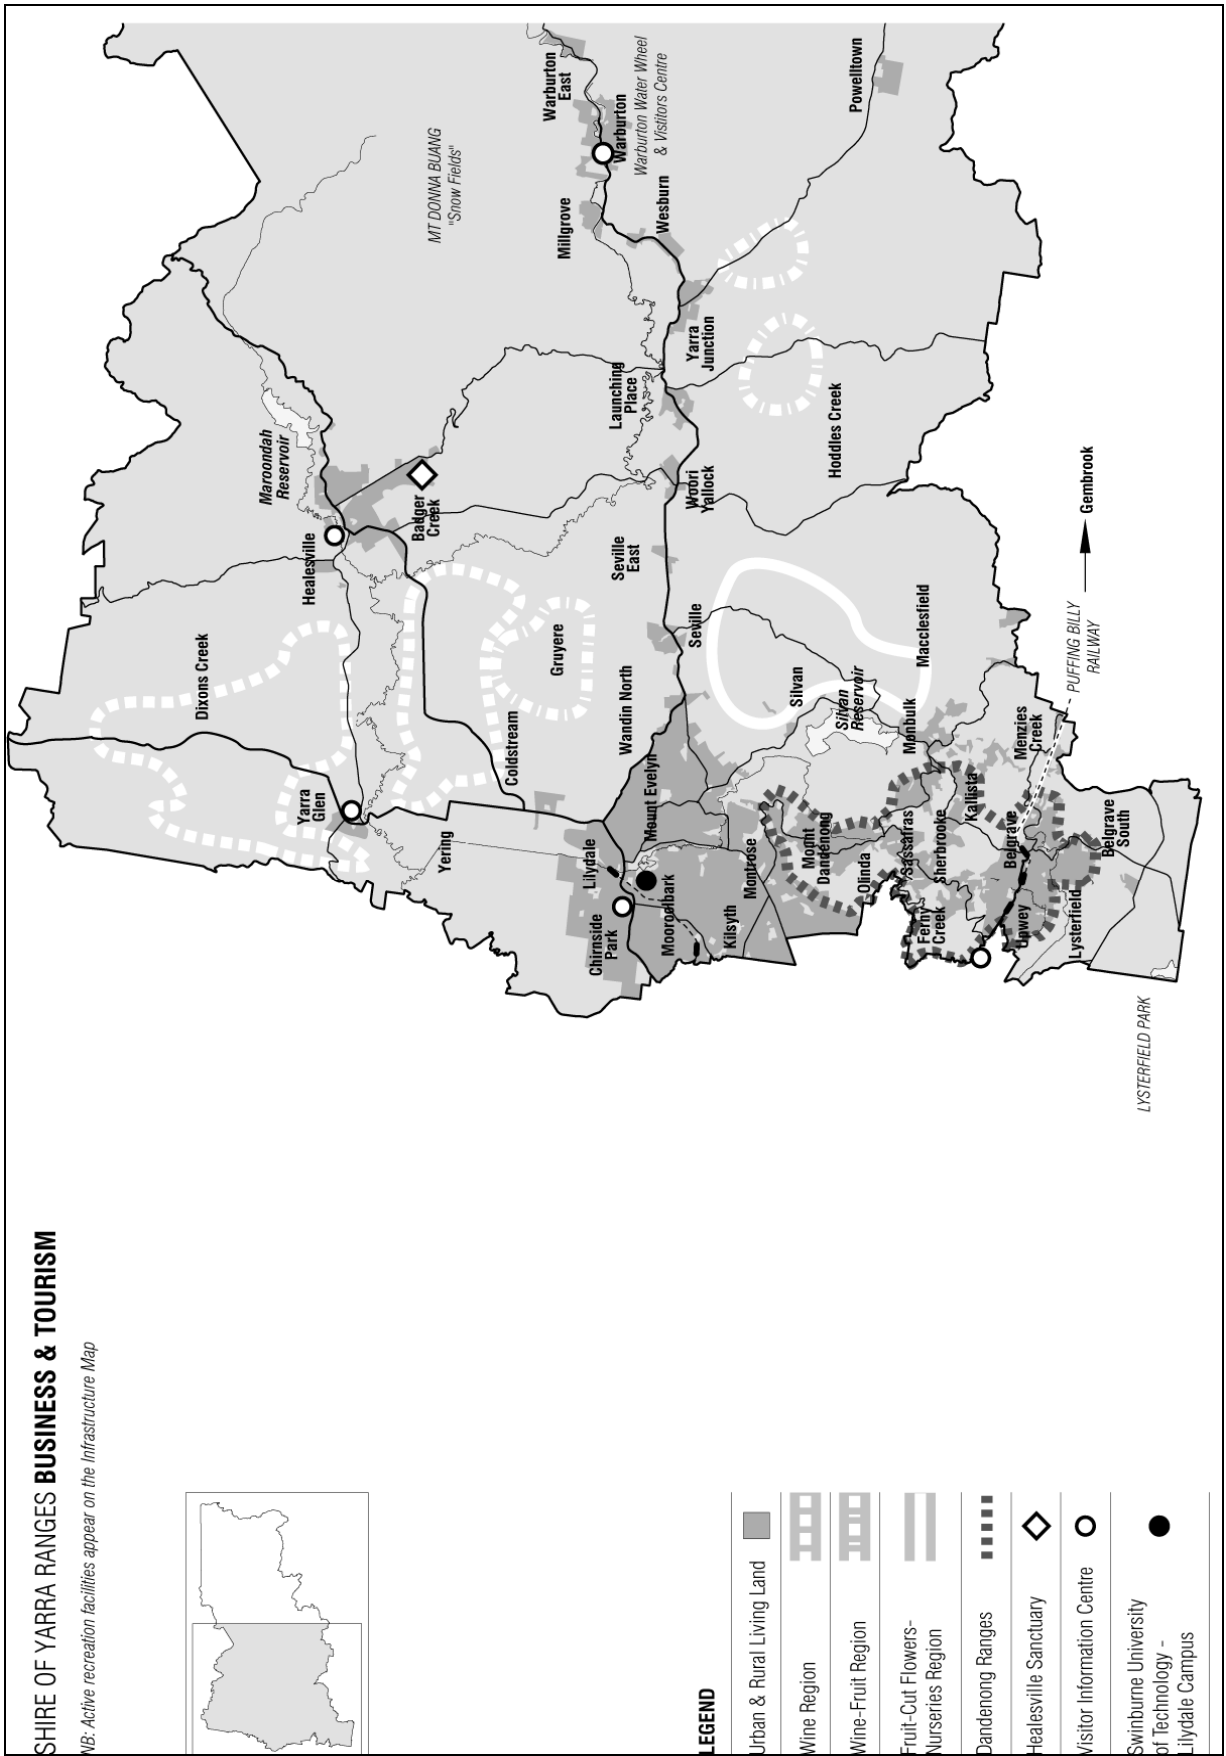 SHIRE OF YARRA RANGES BUSINESS & TOURISM
NB: Active recreation facilities appear on the Infrastructure Map
LEGEND
Urban & Rural Living Land
Wine Region
Wine-Fruit Region
Fruit-Cut Flowers-
Nurseries Region
Dandenong Ranges
Healesville Sanctuary
Visitor Information Centre
Swinburne University
of Technology -
Lilydale Campus
Dixons Creek
Yarra
Glen
Healesville
Maroondah
Reservoir
Badger
Creek
MT DONNA BUANG
"Snow Fields"
Yering
Coldstream
Gruyere
Lilydale
Chirnside
Park
Wandin North
Seville
East
Launching
Place
Millgrove
Warburton
East
Warburton
Warburton Water Wheel
& Vistitors Centre
Wesburn
Mount Evelyn
Mooroolbark
Seville
Woori
Yallock
Yarra
Junction
Kilsyth
Montrose
Silvan
Silvan
Reservoir
Hoddles Creek
Powelltown
Mount
Dandenong
Olinda
Sassafras
Monbulk
Macclesfield
Ferny
Creek
Sherbrooke
Kallista
Upwey
Belgrave
Menzies
Creek
Lysterfield
Belgrave
South
PUFFING BILLY
RAILWAY
Gembrook
LYSTERFIELD PARK